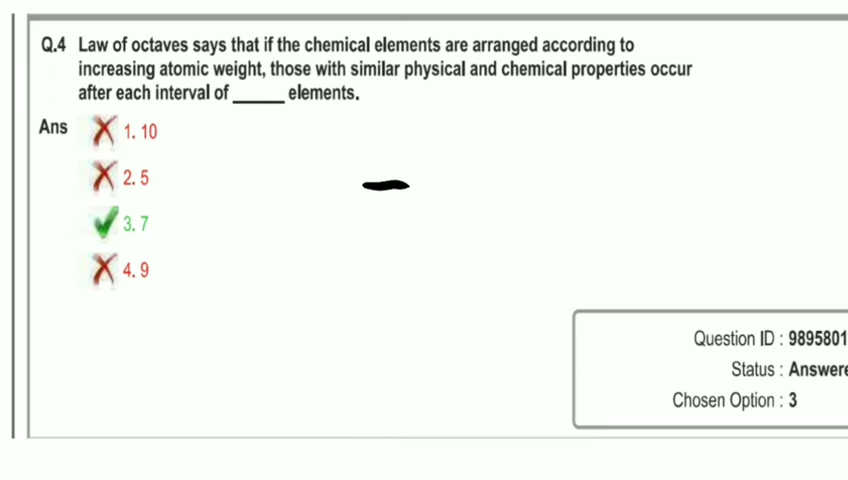 Q.4 Law of octaves says that if the chemical elements are arranged according to
increasing atomic weight, those with similar physical and chemical properties occur
after each interval of ______ elements.
Ans 1. 10
2. 5
3. 7
4. 9
Question ID : 9895801
Status : Answere
Chosen Option : 3